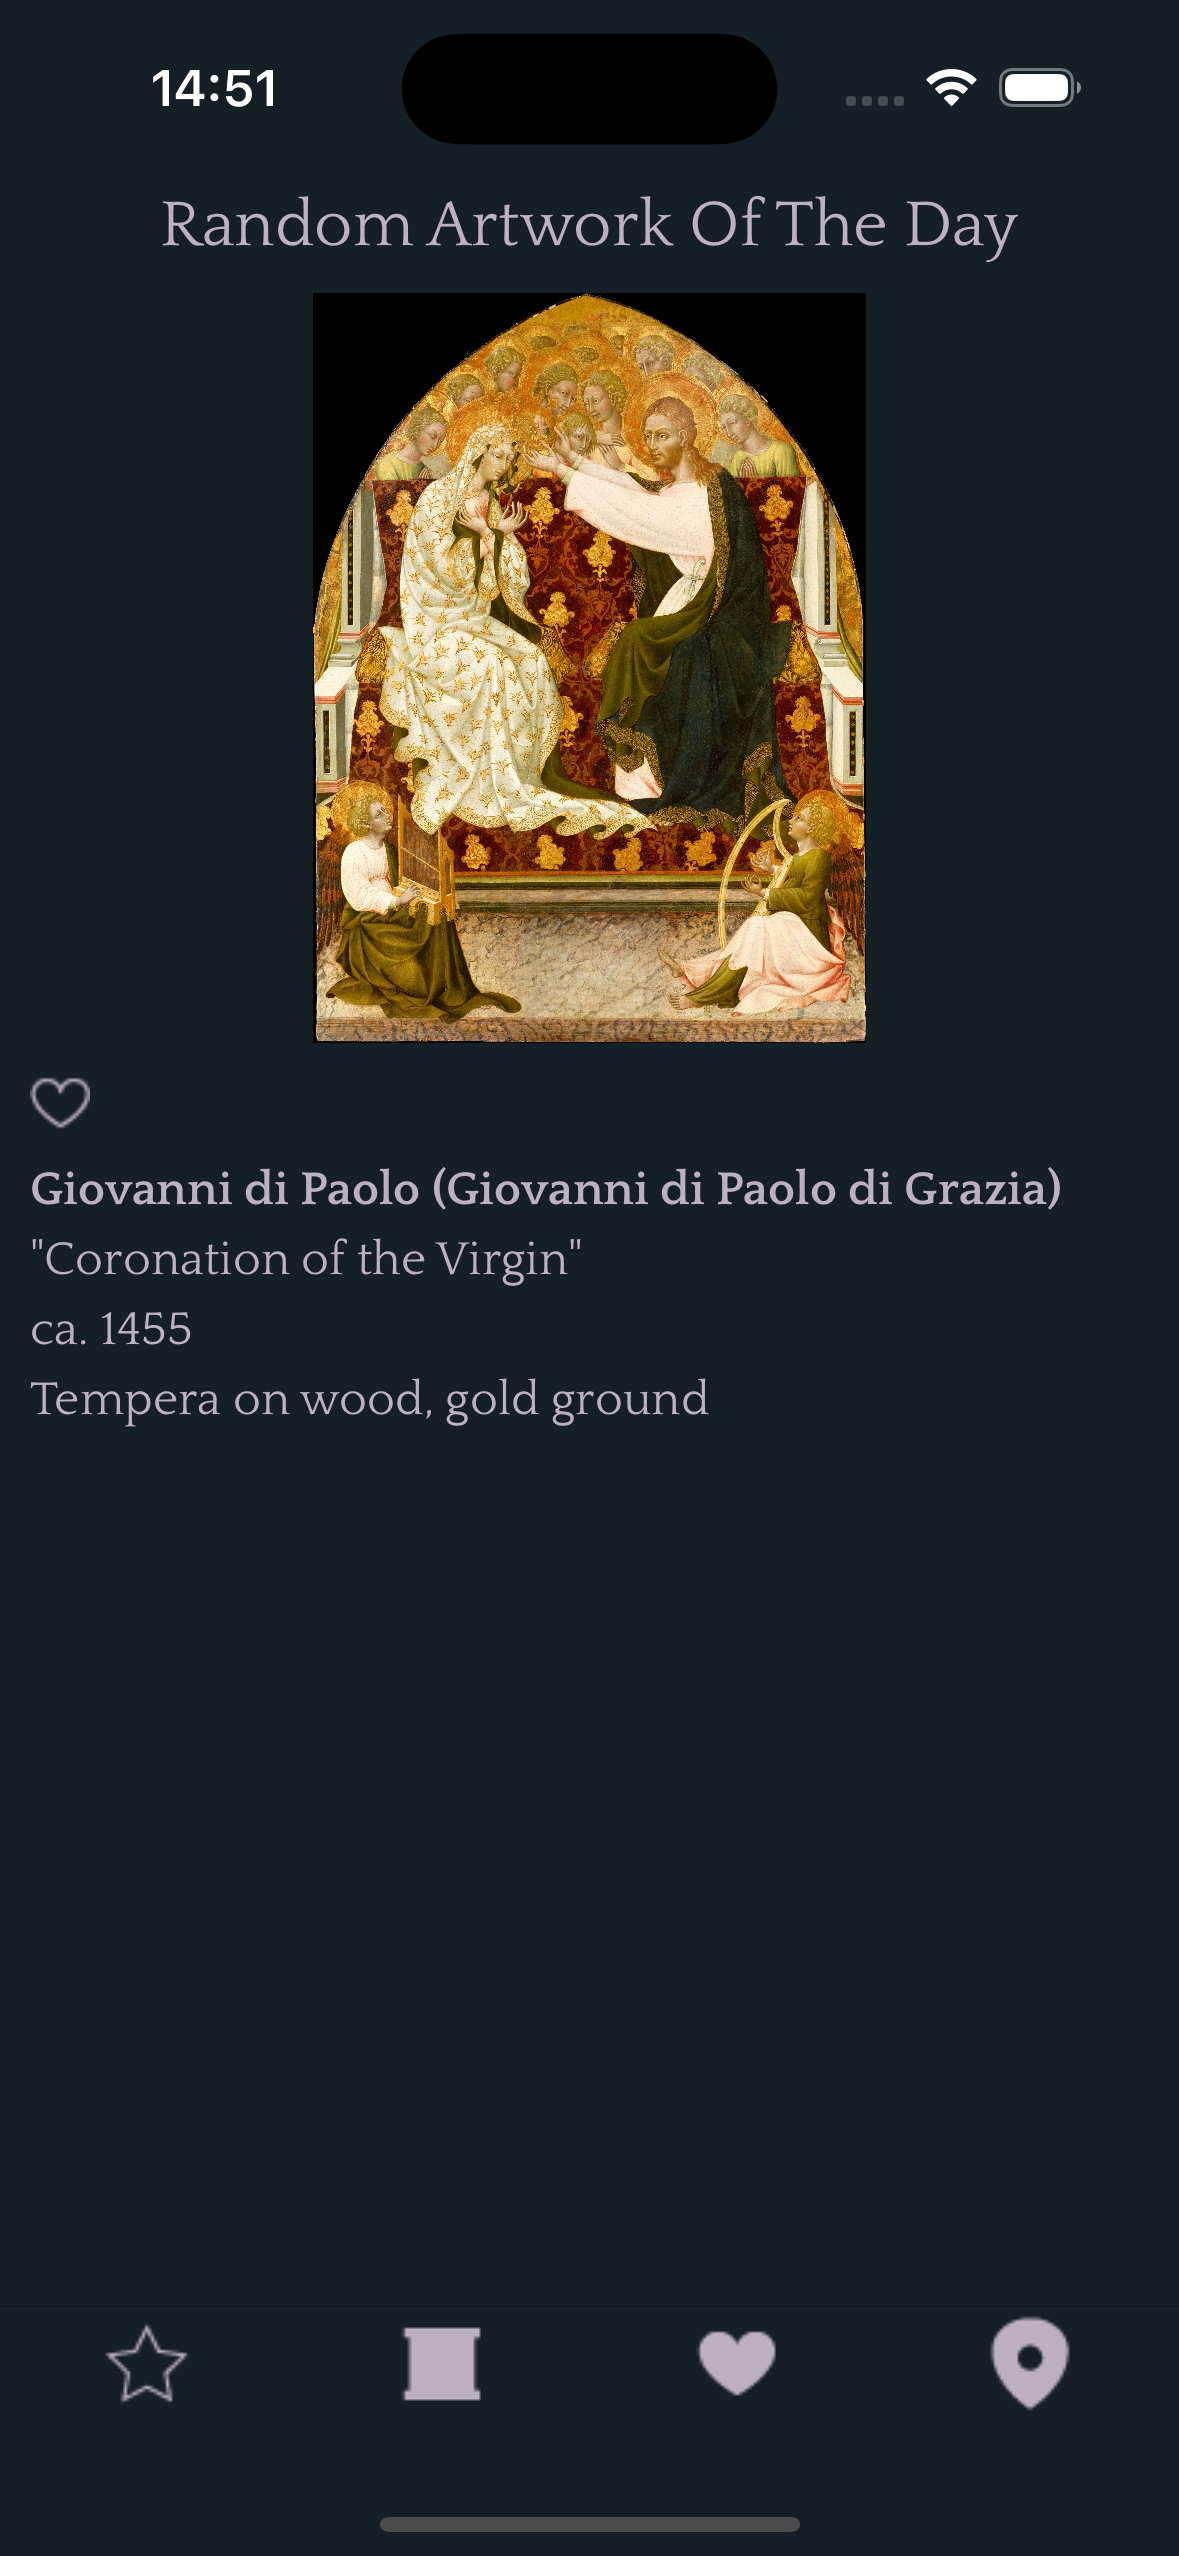 14:51
Random Artwork Of The Day
Giovanni di Paolo (Giovanni di Paolo di Grazia)
"Coronation of the Virgin"
ca. 1455
Tempera on wood, gold ground